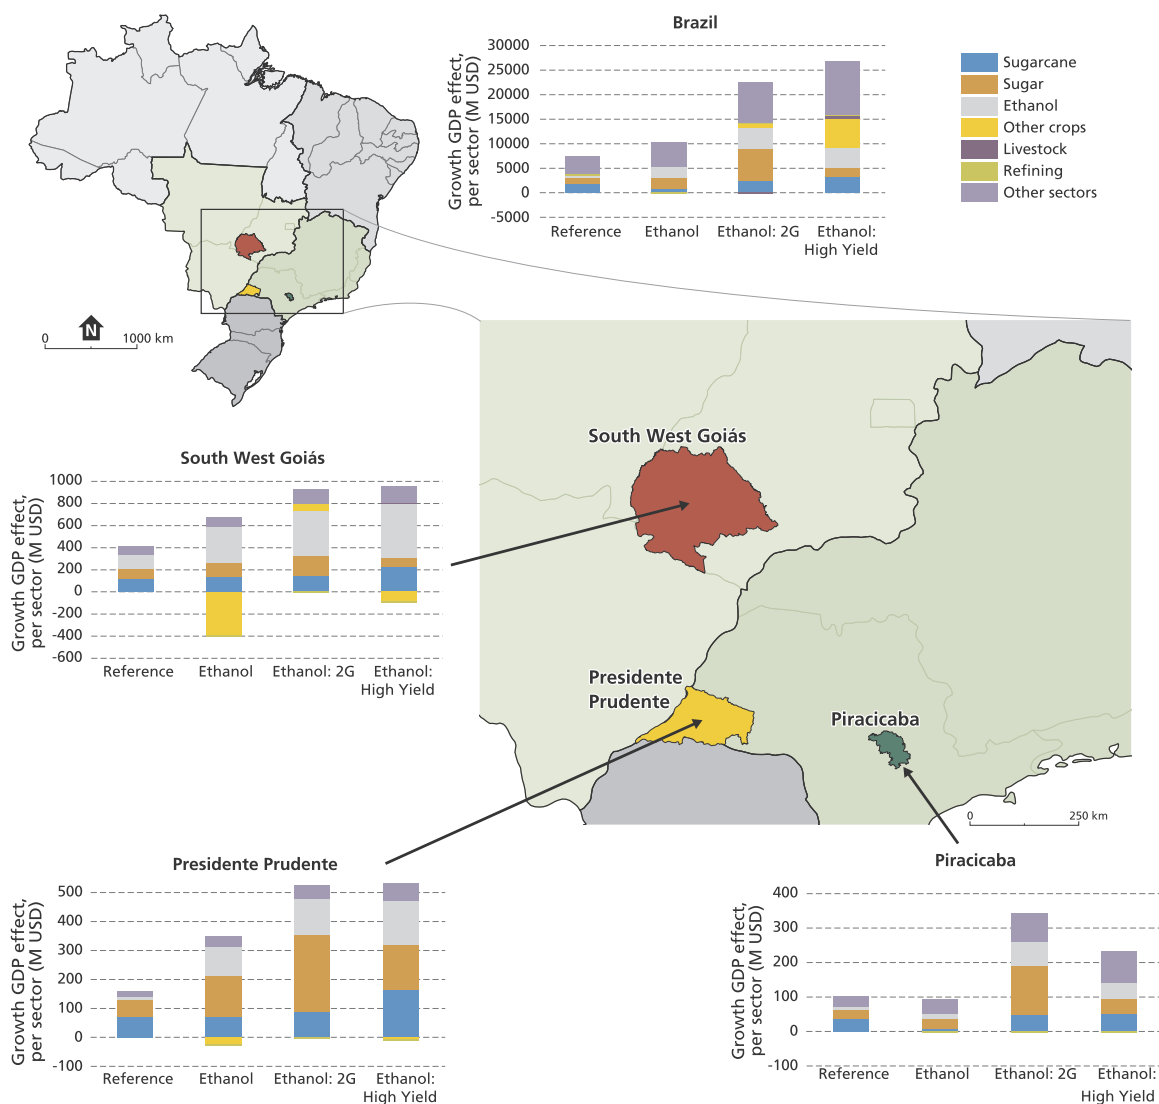 Brazil
Growth GDP effect,
per sector (M USD)
30000
25000
20000
15000
10000
5000
0
-5000
Reference
Ethanol
Ethanol: 2G
Ethanol:
High Yield
Sugarcane
Sugar
Ethanol
Other crops
Livestock
Refining
Other sectors
N
0
1000 km
South West Goiás
Growth GDP effect,
per sector (M USD)
1000
800
600
400
200
0
-200
-400
-600
Reference
Ethanol
Ethanol: 2G
Ethanol:
High Yield
South West Goiás
Presidente
Prudente
Piracicaba
0
250 km
Presidente Prudente
Growth GDP effect,
per sector (M USD)
500
400
300
200
100
0
-100
Reference
Ethanol
Ethanol: 2G
Ethanol:
High Yield
Piracicaba
Growth GDP effect,
per sector (M USD)
400
300
200
100
0
-100
Reference
Ethanol
Ethanol: 2G
Ethanol:
High Yield